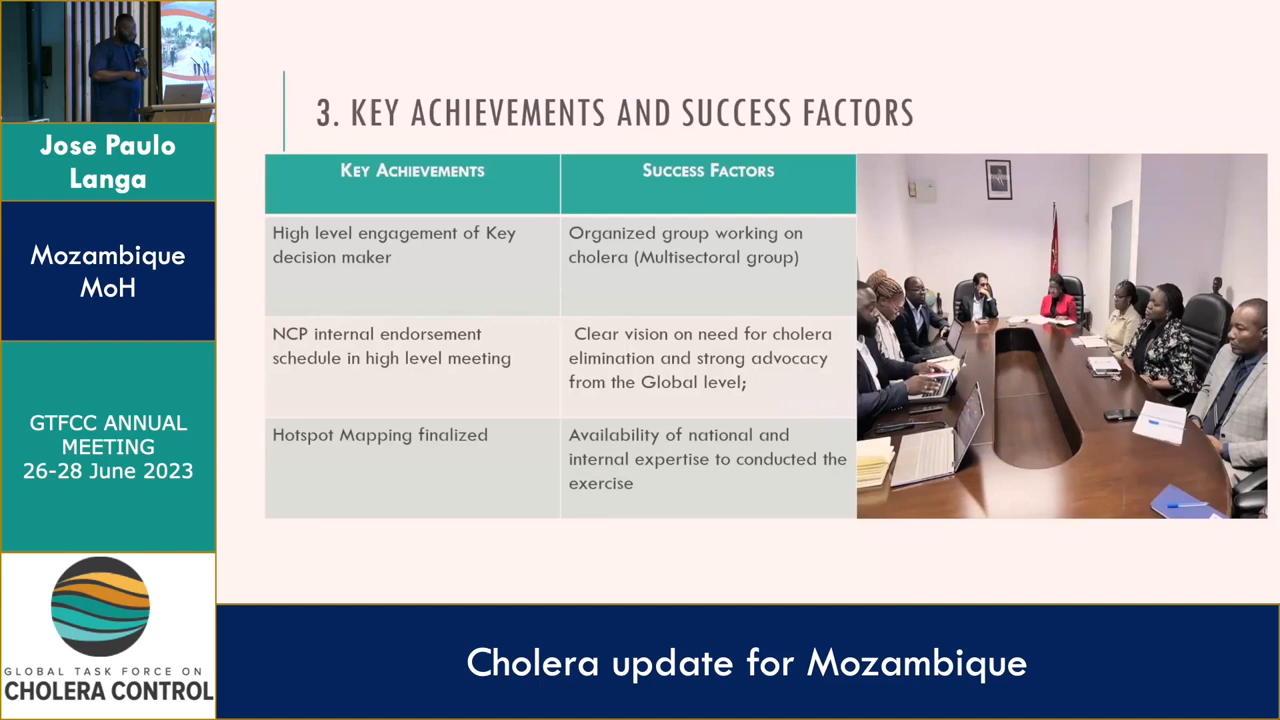 Jose Paulo
Langa
Mozambique
MoH
GTFCC ANNUAL
MEETING
26-28 June 2023
GLOBAL TASK FORCE ON
CHOLERA CONTROL
3. KEY ACHIEVEMENTS AND SUCCESS FACTORS
KEY ACHIEVEMENTS
SUCCESS FACTORS
High level engagement of Key
decision maker
Organized group working on
cholera (Multisectoral group)
NCP internal endorsement
schedule in high level meeting
Clear vision on need for cholera
elimination and strong advocacy
from the Global level;
Hotspot Mapping finalized
Availability of national and
internal expertise to conducted the
exercise
Cholera update for Mozambique